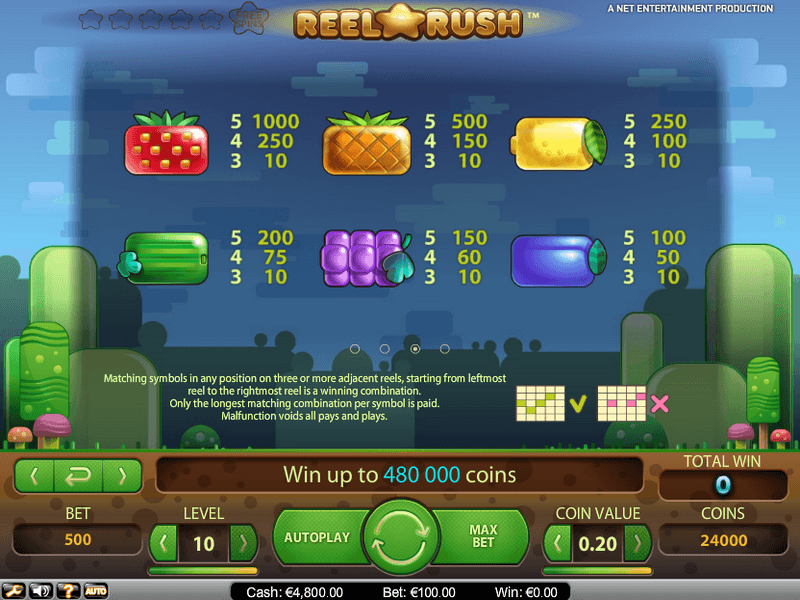 REEL RUSH™
A NET ENTERTAINMENT PRODUCTION
5 1000
4 250
3 10
5 500
4 150
3 10
5 250
4 100
3 10
5 200
4 75
3 10
5 150
4 60
3 10
5 100
4 50
3 10
Matching symbols in any position on three or more adjacent reels, starting from leftmost
reel to the rightmost reel is a winning combination.
Only the longest matching combination per symbol is paid.
Malfunction voids all pays and plays.
Win up to 480 000 coins
TOTAL WIN
0
BET
500
LEVEL
10
AUTOPLAY
MAX
BET
COIN VALUE
0.20
COINS
24000
?
AUTO
Cash: €4,800.00
Bet: €100.00
Win: €0.00